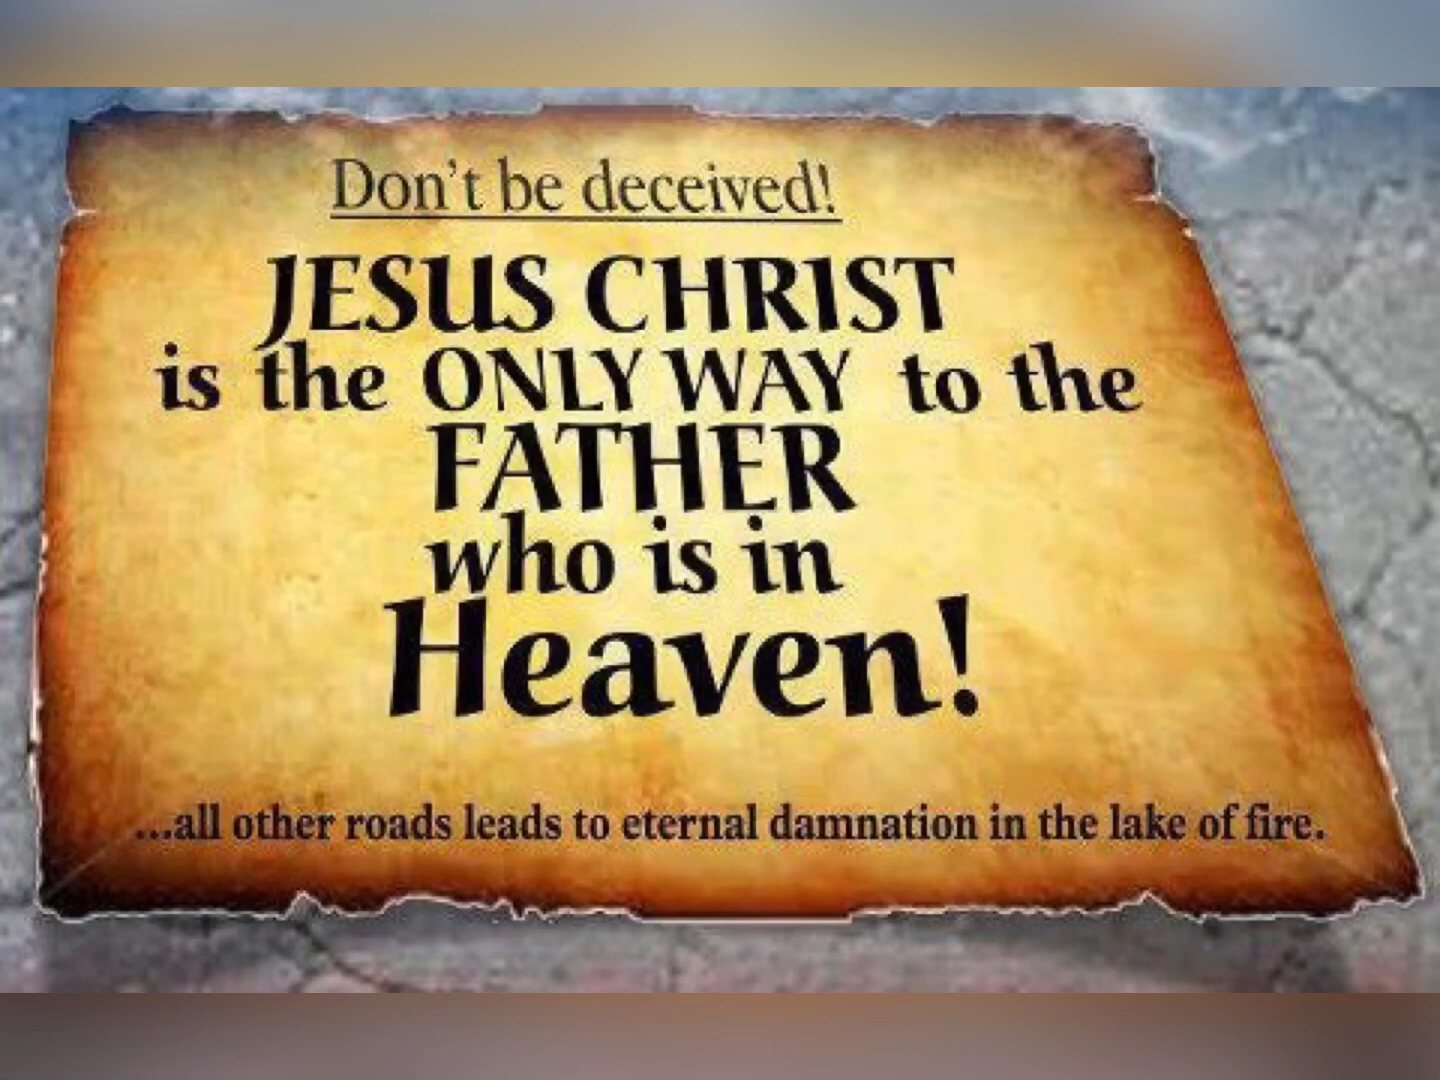 Don't be deceived!
JESUS CHRIST
is the ONLY WAY to the
FATHER
who is in
Heaven!
...all other roads leads to eternal damnation in the lake of fire.